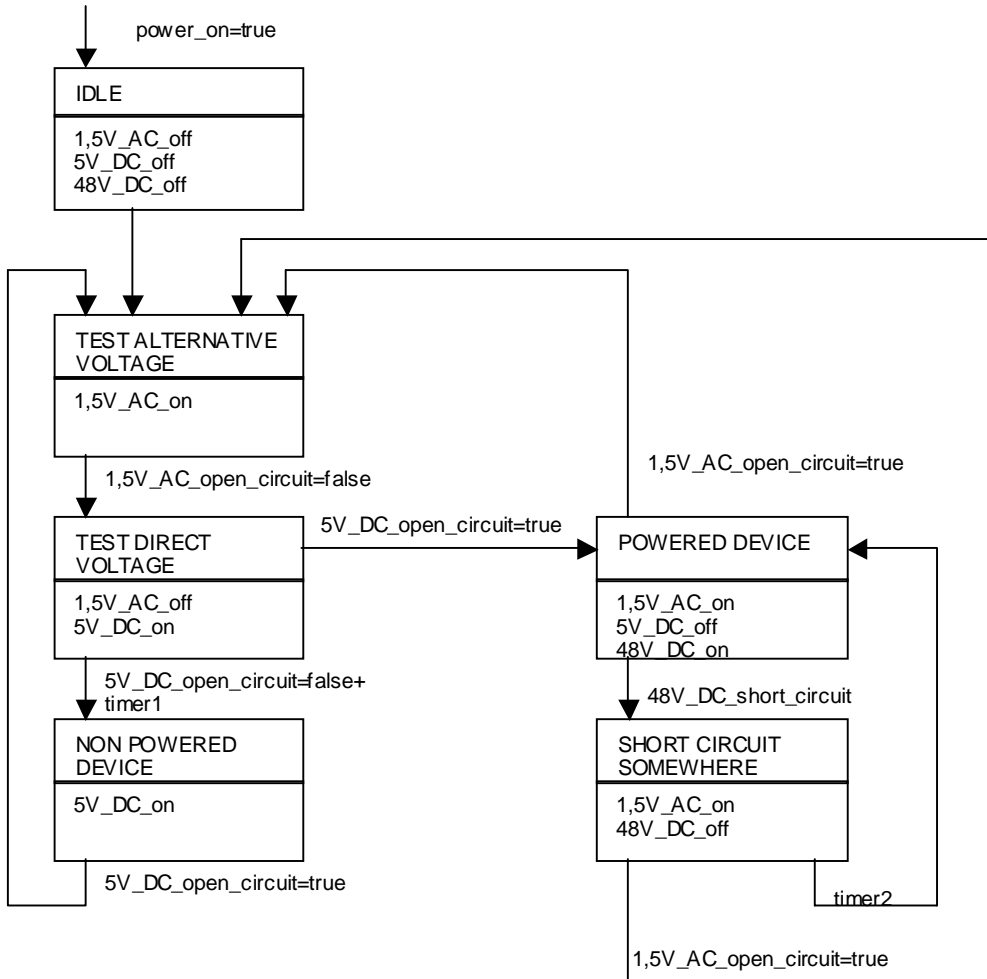 power_on=true
IDLE
1,5V_AC_off
5V_DC_off
48V_DC_off
TEST ALTERNATIVE
VOLTAGE
1,5V_AC_on
1,5V_AC_open_circuit=false
1,5V_AC_open_circuit=true
TEST DIRECT
VOLTAGE
1,5V_AC_off
5V_DC_on
5V_DC_open_circuit=true
POWERED DEVICE
1,5V_AC_on
5V_DC_off
48V_DC_on
5V_DC_open_circuit=false+
timer1
48V_DC_short_circuit
NON POWERED
DEVICE
5V_DC_on
SHORT CIRCUIT
SOMEWHERE
1,5V_AC_on
48V_DC_off
5V_DC_open_circuit=true
timer2
1,5V_AC_open_circuit=true